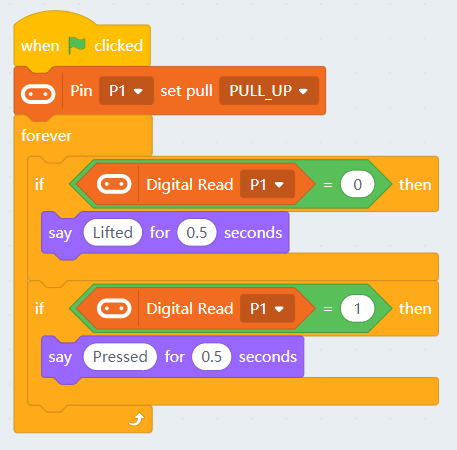 when clicked
Pin P1 set pull PULL_UP
forever
if Digital Read P1 = 0 then
say Lifted for 0.5 seconds
if Digital Read P1 = 1 then
say Pressed for 0.5 seconds